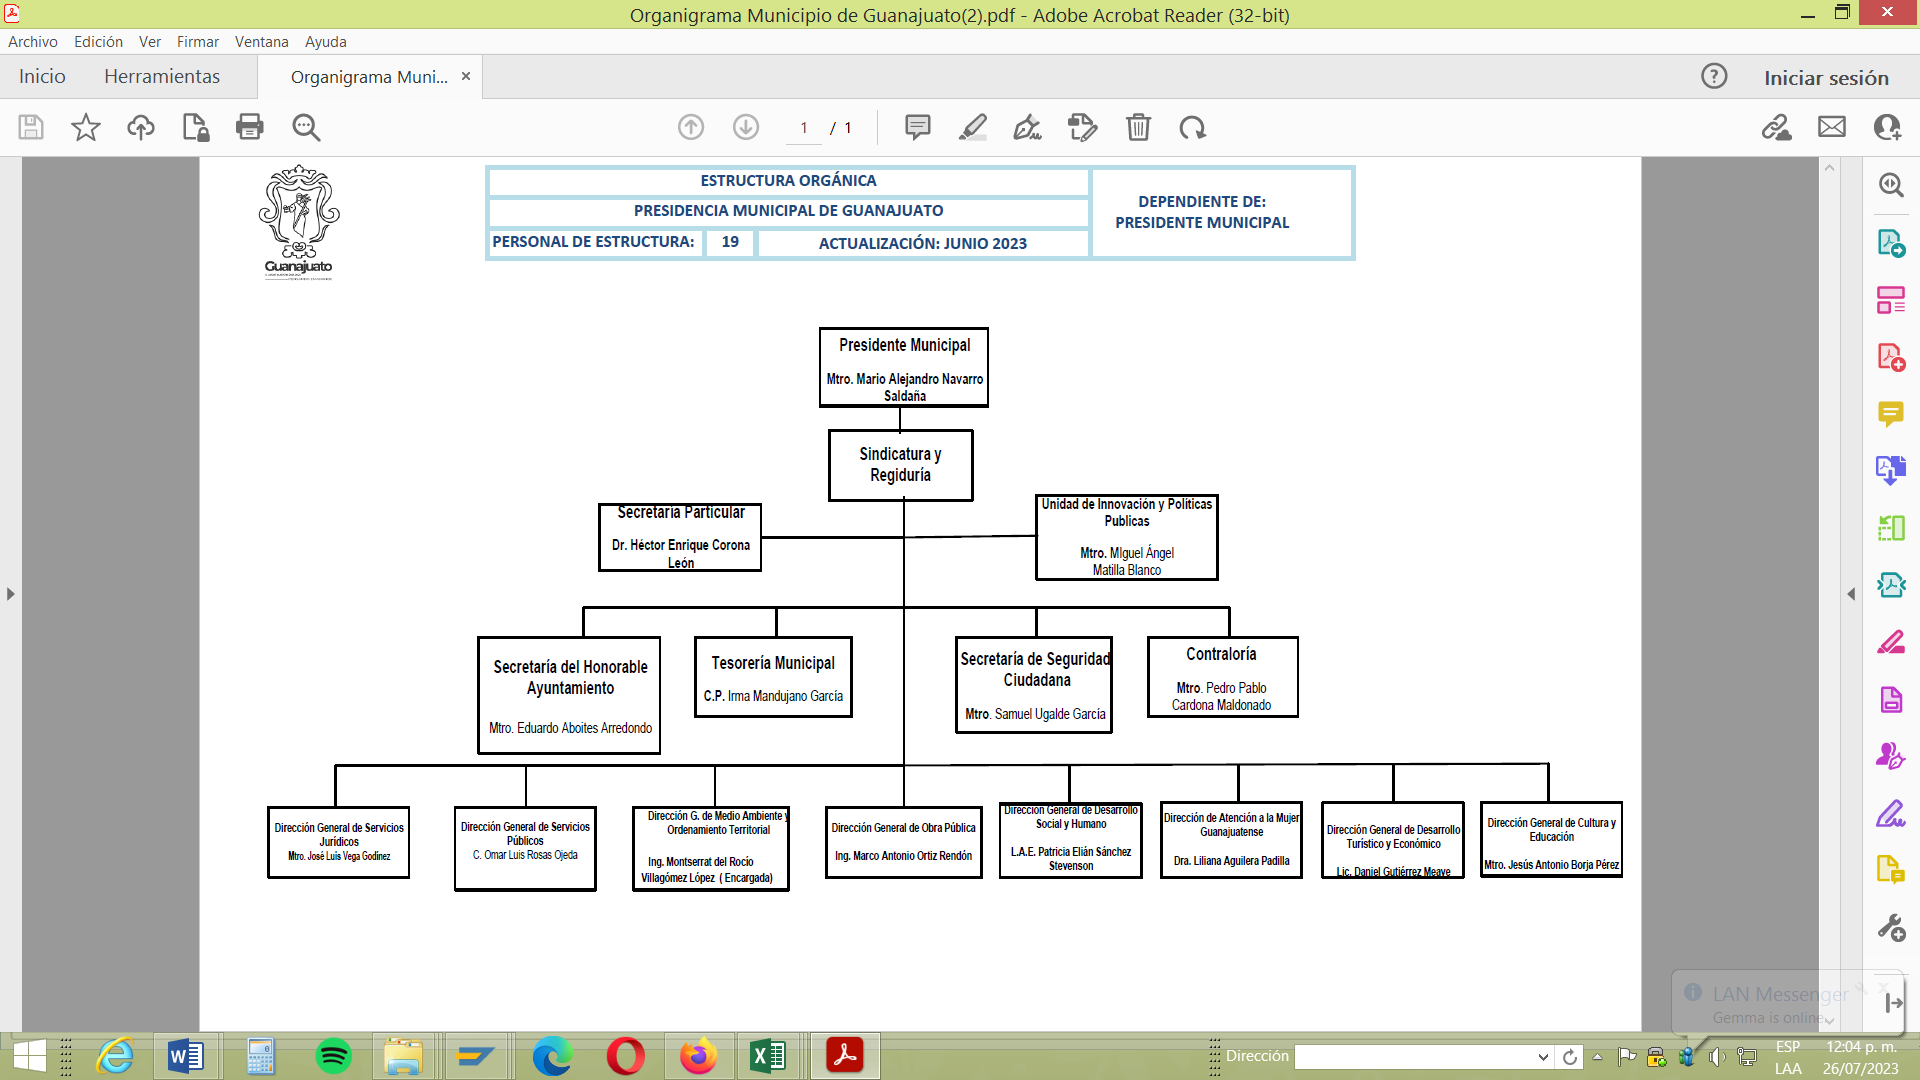 Organigrama Municipio de Guanajuato(2).pdf - Adobe Acrobat Reader (32-bit)
Archivo Edición Ver Firmar Ventana Ayuda
Inicio Herramientas Organigrama Muni... × Iniciar sesión
1 / 1
Guanajuato
ESTRUCTURA ORGÁNICA
PRESIDENCIA MUNICIPAL DE GUANAJUATO
PERSONAL DE ESTRUCTURA: 19 ACTUALIZACIÓN: JUNIO 2023
DEPENDIENTE DE:
PRESIDENTE MUNICIPAL
Presidente Municipal
Mtro. Mario Alejandro Navarro
Saldaña
Sindicatura y
Regiduría
Secretaría Particular
Dr. Héctor Enrique Corona
León
Unidad de Innovación y Políticas
Publicas
Mtro. MIguel Ángel
Matilla Blanco
Secretaría del Honorable
Ayuntamiento
Mtro. Eduardo Aboites Arredondo
Tesorería Municipal
C.P. Irma Mandujano García
Secretaría de Seguridad
Ciudadana
Mtro. Samuel Ugalde García
Contraloría
Mtro. Pedro Pablo
Cardona Maldonado
Dirección General de Servicios
Jurídicos
Mtro. José Luis Vega Godínez
Dirección General de Servicios
Públicos
C. Omar Luis Rosas Ojeda
Dirección G. de Medio Ambiente y
Ordenamiento Territorial
Ing. Montserrat del Rocío
Villagómez López ( Encargada)
Dirección General de Obra Pública
Ing. Marco Antonio Ortiz Rendón
Dirección General de Desarrollo
Social y Humano
L.A.E. Patricia Elián Sánchez
Stevenson
Dirección de Atención a la Mujer
Guanajuatense
Dra. Liliana Aguilera Padilla
Dirección General de Desarrollo
Turístico y Económico
Lic. Daniel Gutiérrez Meave
Dirección General de Cultura y
Educación
Mtro. Jesús Antonio Borja Pérez
LAN Messenger
Gemma is online.
Dirección
ESP
LAA
12:04 p. m.
26/07/2023